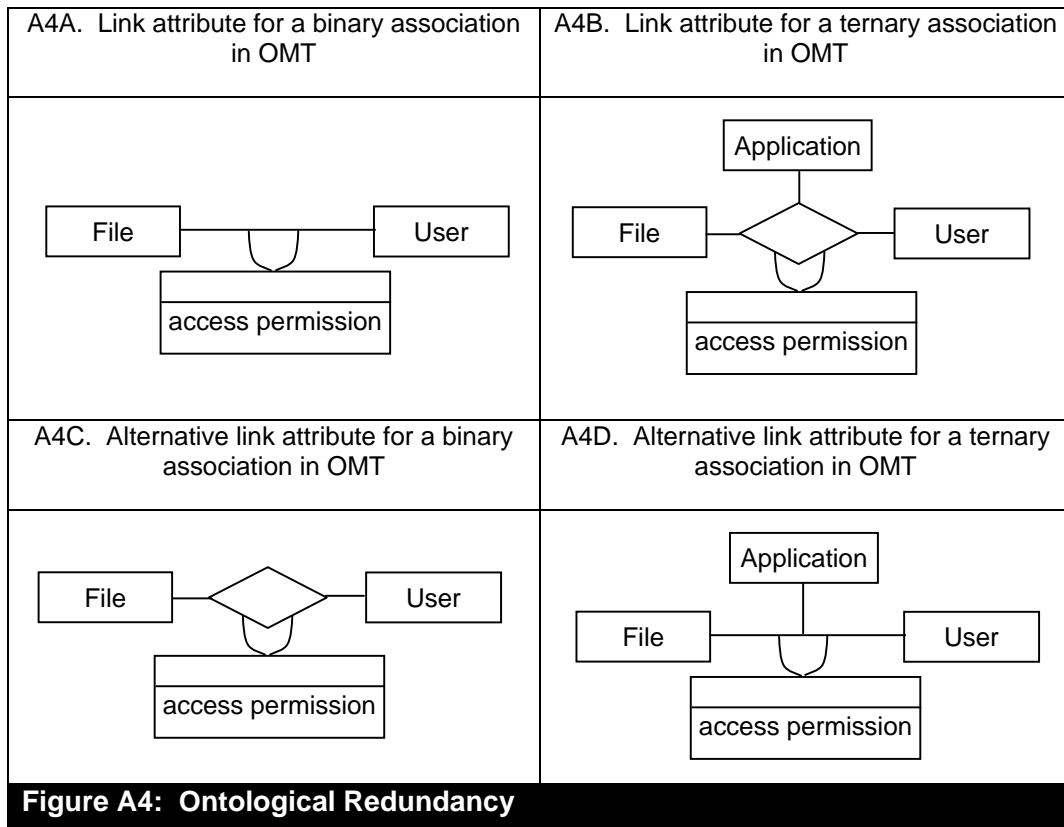 A4A. Link attribute for a binary association
in OMT
A4B. Link attribute for a ternary association
in OMT
File
User
access permission
Application
File
User
access permission
A4C. Alternative link attribute for a binary
association in OMT
A4D. Alternative link attribute for a ternary
association in OMT
File
User
access permission
Application
File
User
access permission
Figure A4: Ontological Redundancy